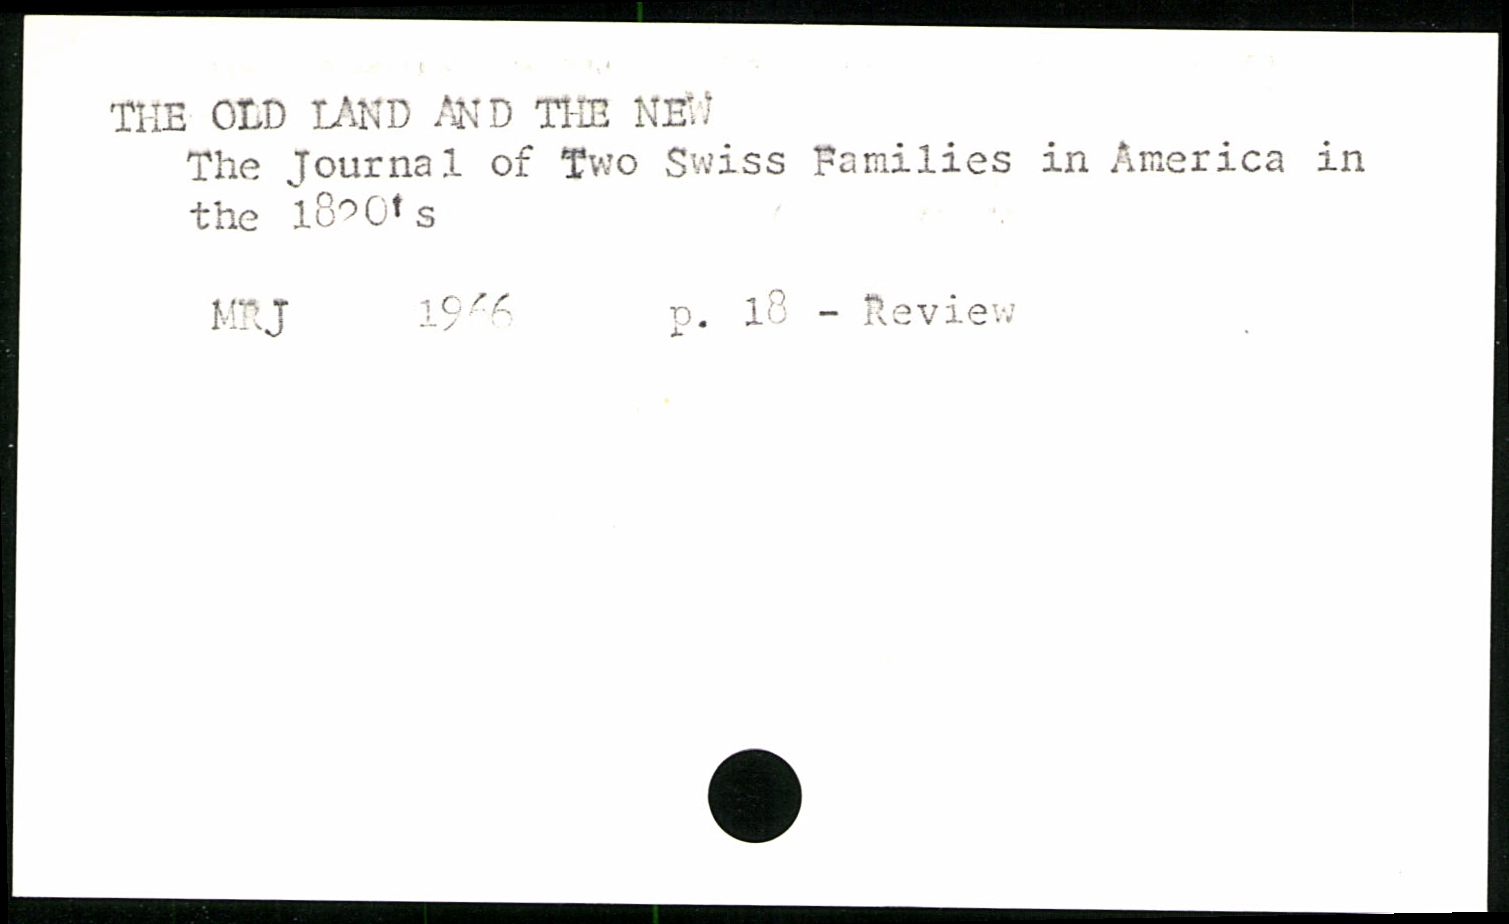 THE OLD LAND AND THE NEW
The Journal of Two Swiss Families in America in
the 1820's
MRJ 1966 p. 18 - Review